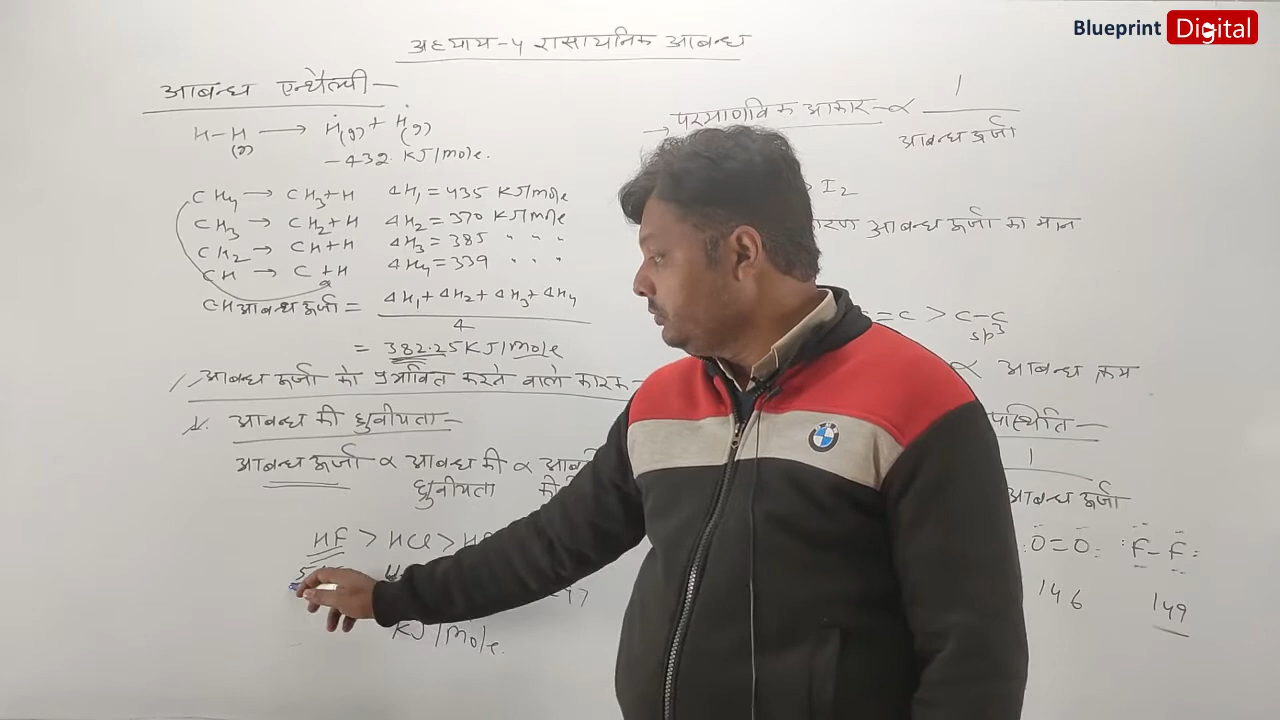 Blueprint Digital
अध्याय-4 रासायनिक आबन्ध
आबन्ध एन्थैल्पी-
H-H(g) → Ḣ(g) + Ḣ(g)
-432 KJ/mole.
CH4 → CH3+H ΔH1 = 435 KJ/mole
CH3 → CH2+H ΔH2 = 370 KJ/mole
CH2 → CH+H ΔH3 = 385 " " "
CH → C+H ΔH4 = 339 " " "
CH आबन्ध ऊर्जा = ΔH1+ΔH2+ΔH3+ΔH4
4
= 382.25 KJ/mole
आबन्ध ऊर्जा को प्रभावित करने वाले कारक-
1. आबन्ध की ध्रुवीयता-
आबन्ध ऊर्जा ∝ आबन्ध की ∝
ध्रुवीयता
HF > HCl >
KJ/mole.
→ परमाणविक आकार- ∝ 1
आबन्ध ऊर्जा
> I2
आबन्ध ऊर्जा का मान
=C > C-C
sp3
∝ आबन्ध क्रम
1
आबन्ध ऊर्जा
O=O: :F-F:
146 149